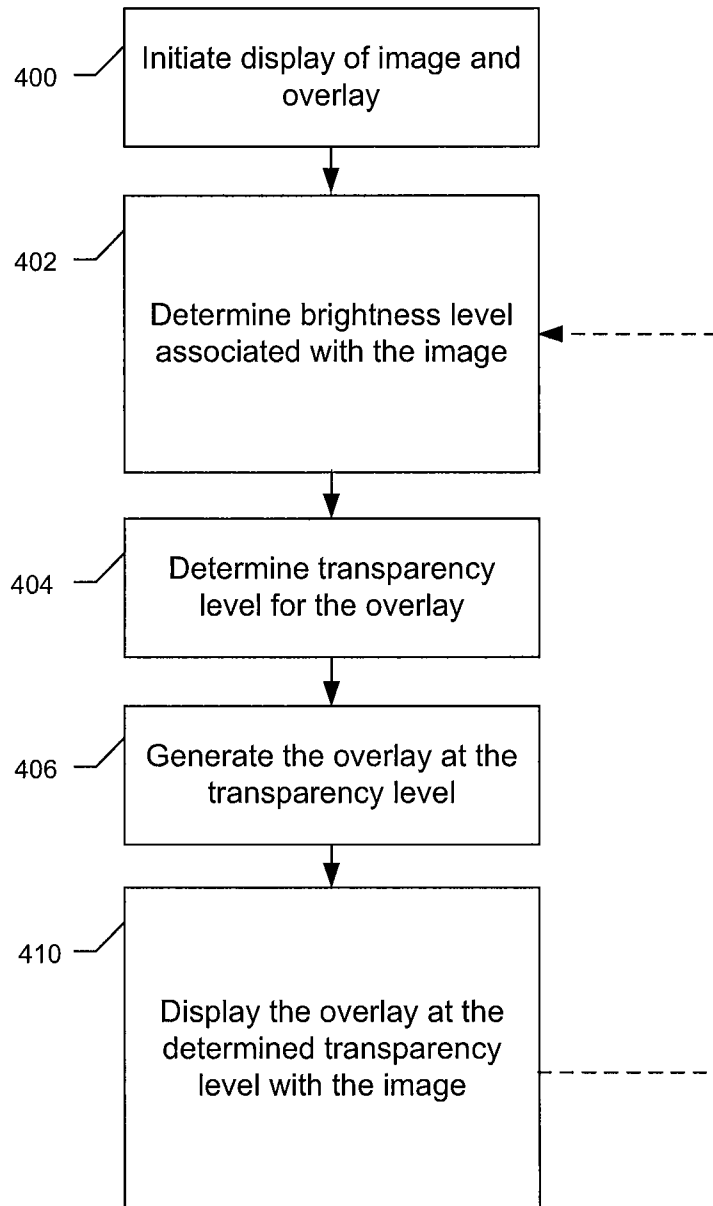 400
Initiate display of image and
overlay
402
Determine brightness level
associated with the image
404
Determine transparency
level for the overlay
406
Generate the overlay at the
transparency level
410
Display the overlay at the
determined transparency
level with the image